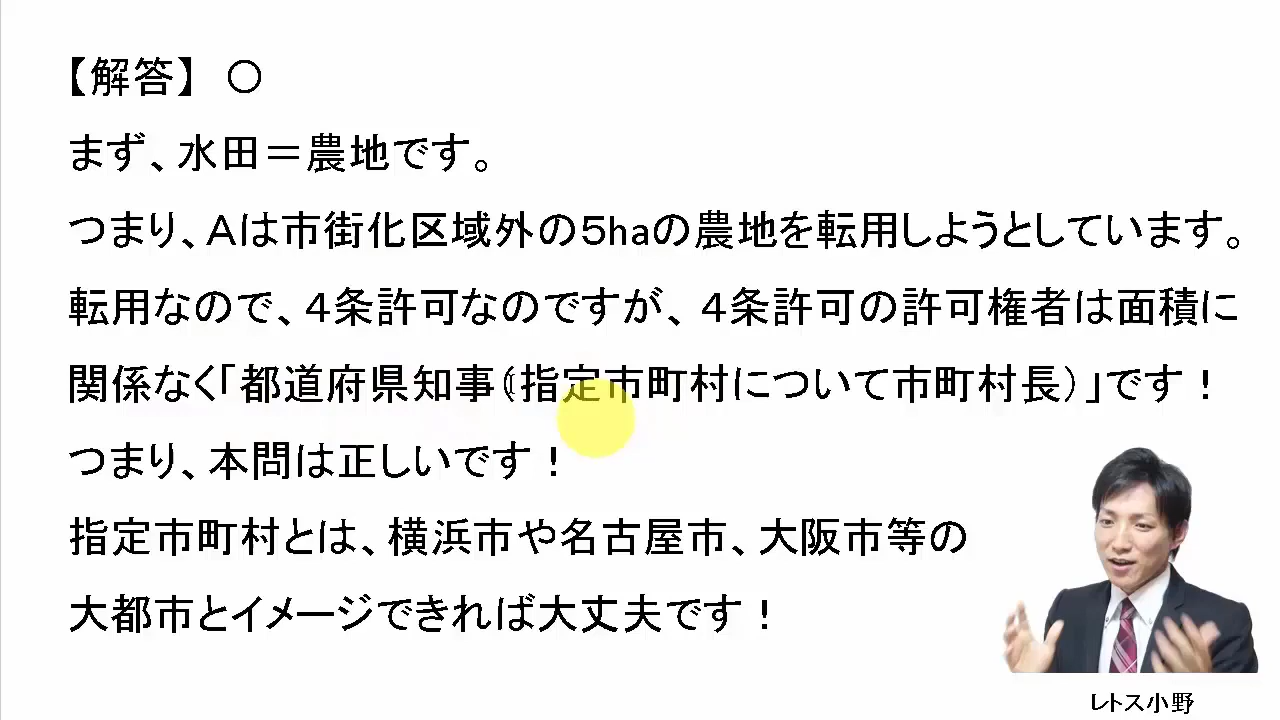 【解答】 ○
まず、水田＝農地です。
つまり、Aは市街化区域外の5haの農地を転用しようとしています。
転用なので、4条許可なのですが、4条許可の許可権者は面積に
関係なく「都道府県知事（指定市町村について市町村長）」です！
つまり、本問は正しいです！
指定市町村とは、横浜市や名古屋市、大阪市等の
大都市とイメージできれば大丈夫です！
レトス小野